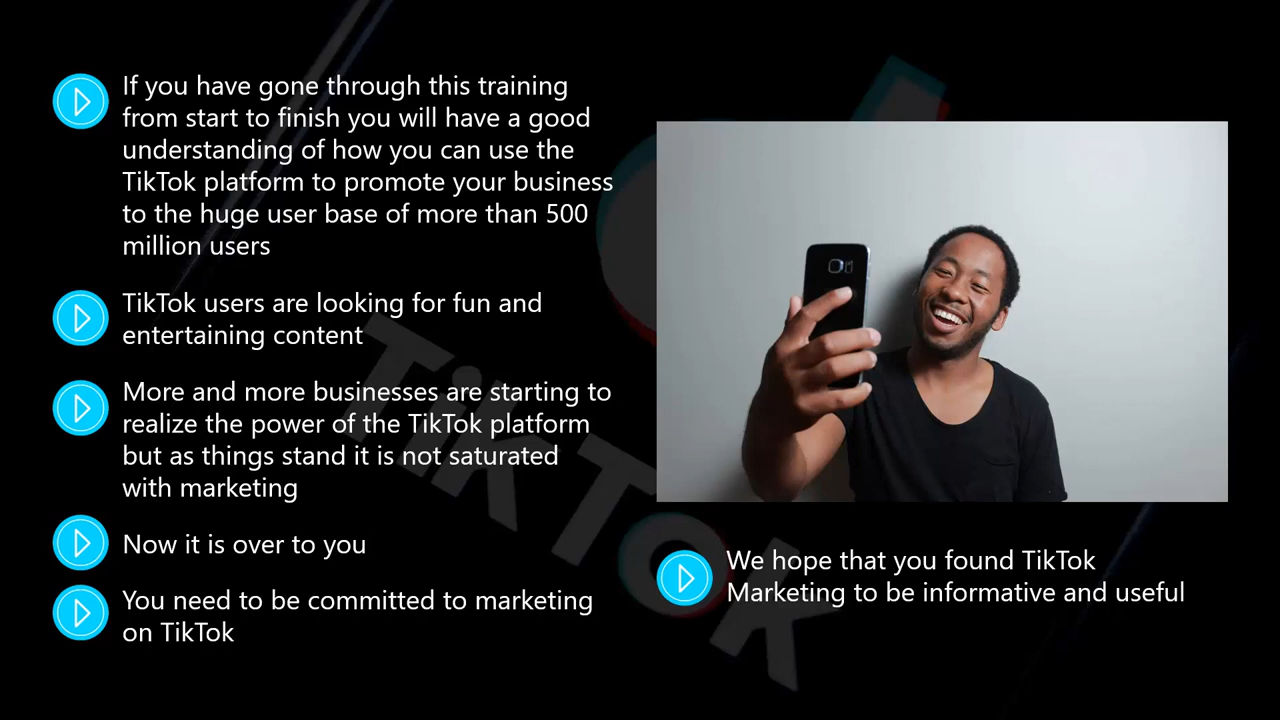 If you have gone through this training
from start to finish you will have a good
understanding of how you can use the
TikTok platform to promote your business
to the huge user base of more than 500
million users
TikTok users are looking for fun and
entertaining content
More and more businesses are starting to
realize the power of the TikTok platform
but as things stand it is not saturated
with marketing
Now it is over to you
You need to be committed to marketing
on TikTok
We hope that you found TikTok
Marketing to be informative and useful
TikTok